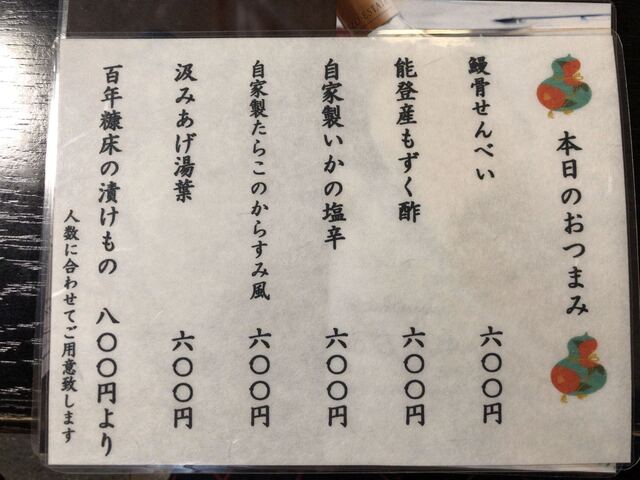 本日のおつまみ
鰻骨せんべい 六〇〇円
能登産もずく酢 六〇〇円
自家製いかの塩辛 六〇〇円
自家製たらこのからすみ風 六〇〇円
汲みあげ湯葉 六〇〇円
百年糠床の漬けもの 八〇〇円より
人数に合わせてご用意致します